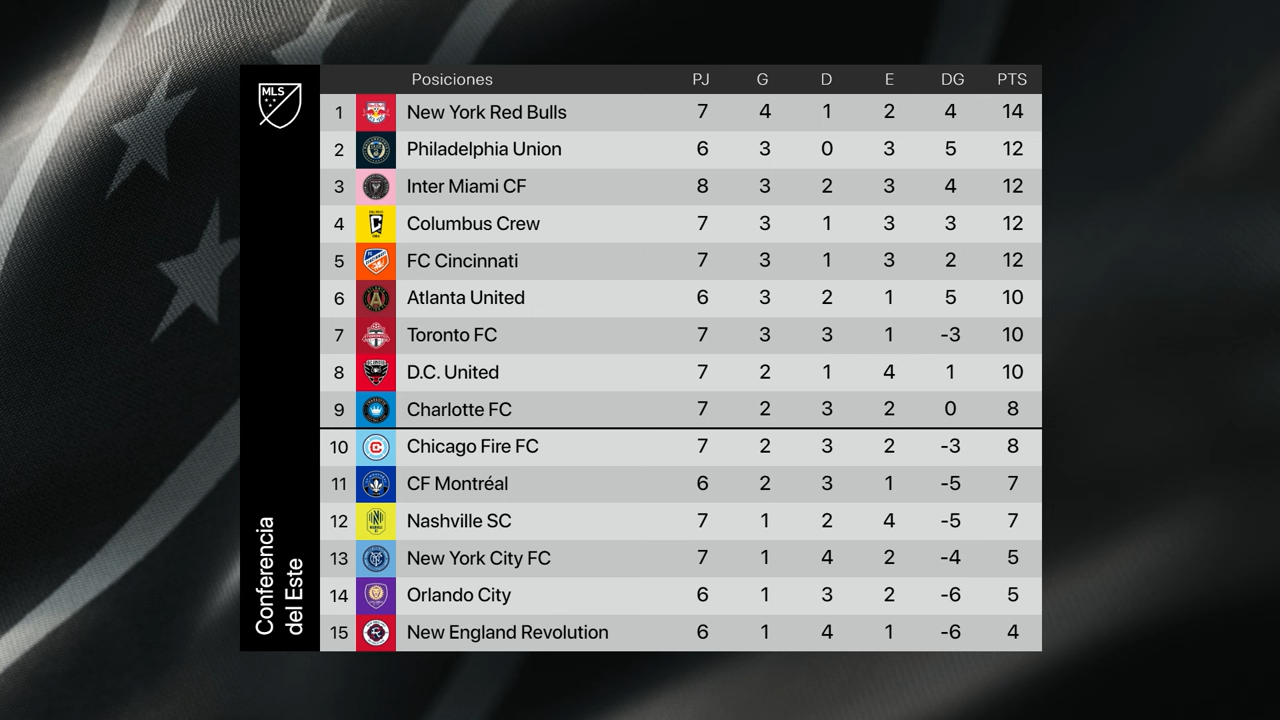 MLS
Conferencia
del Este
Posiciones PJ G D E DG PTS
1 New York Red Bulls 7 4 1 2 4 14
2 Philadelphia Union 6 3 0 3 5 12
3 Inter Miami CF 8 3 2 3 4 12
4 Columbus Crew 7 3 1 3 3 12
5 FC Cincinnati 7 3 1 3 2 12
6 Atlanta United 6 3 2 1 5 10
7 Toronto FC 7 3 3 1 -3 10
8 D.C. United 7 2 1 4 1 10
9 Charlotte FC 7 2 3 2 0 8
10 Chicago Fire FC 7 2 3 2 -3 8
11 CF Montréal 6 2 3 1 -5 7
12 Nashville SC 7 1 2 4 -5 7
13 New York City FC 7 1 4 2 -4 5
14 Orlando City 6 1 3 2 -6 5
15 New England Revolution 6 1 4 1 -6 4